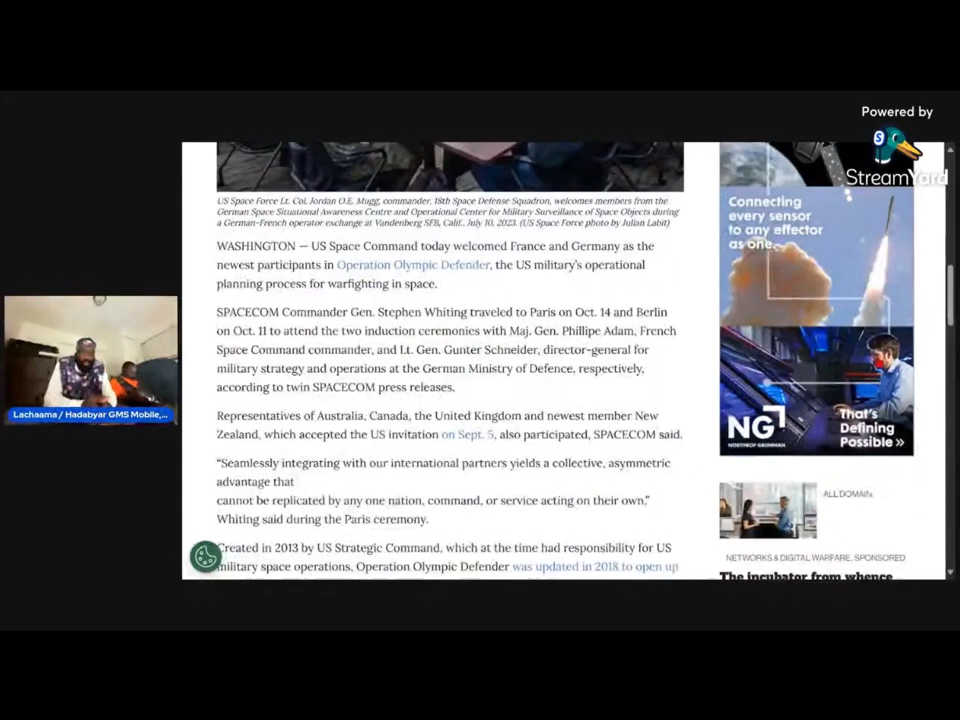 Powered by
StreamYard
US Space Force Lt. Col. Jordan O.E. Mugg, commander, 18th Space Defense Squadron, welcomes members from the
German Space Situational Awareness Centre and Operational Center for Military Surveillance of Space Objects during
a German-French operator exchange at Vandenberg SFB, Calif., July 10, 2023. (US Space Force photo by Julian Labit)
WASHINGTON — US Space Command today welcomed France and Germany as the
newest participants in Operation Olympic Defender, the US military's operational
planning process for warfighting in space.
SPACECOM Commander Gen. Stephen Whiting traveled to Paris on Oct. 14 and Berlin
on Oct. 11 to attend the two induction ceremonies with Maj. Gen. Phillipe Adam, French
Space Command commander, and Lt. Gen. Gunter Schneider, director-general for
military strategy and operations at the German Ministry of Defence, respectively,
according to twin SPACECOM press releases.
Representatives of Australia, Canada, the United Kingdom and newest member New
Zealand, which accepted the US invitation on Sept. 5, also participated, SPACECOM said.
“Seamlessly integrating with our international partners yields a collective, asymmetric
advantage that
cannot be replicated by any one nation, command, or service acting on their own,”
Whiting said during the Paris ceremony.
Created in 2013 by US Strategic Command, which at the time had responsibility for US
military space operations, Operation Olympic Defender was updated in 2018 to open up
Connecting
every sensor
to any effector
as one.
NG
NORTHROP GRUMMAN
That's
Defining
Possible »
ALL DOMAIN
NETWORKS & DIGITAL WARFARE, SPONSORED
The incubator from whence
Lachaama / Hadabyar GMS Mobile,...